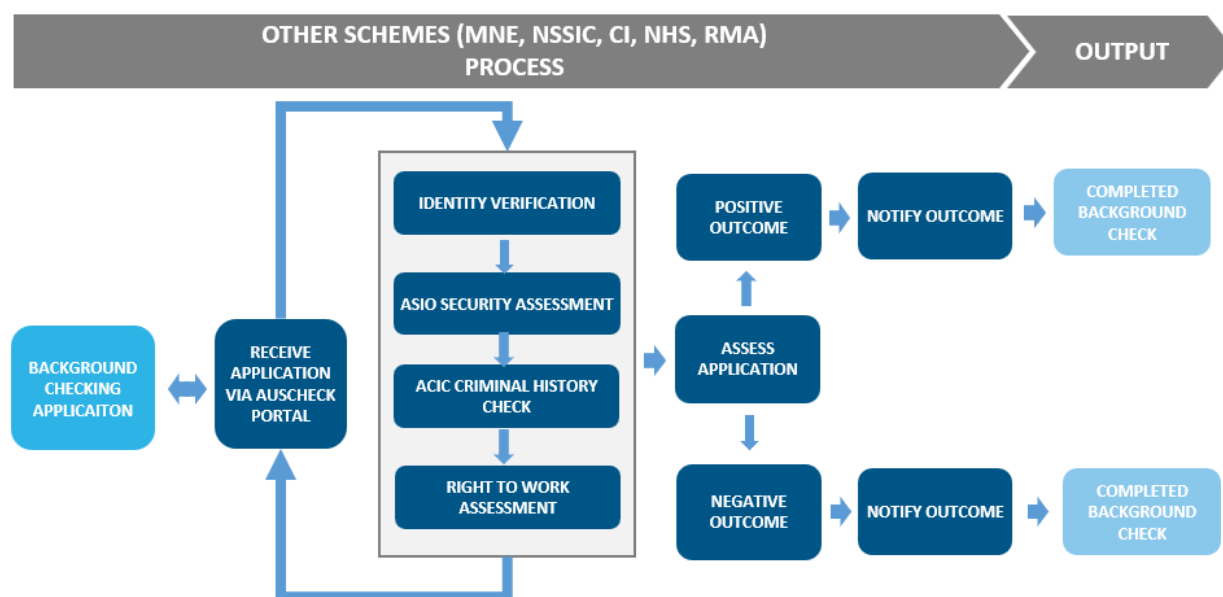 OTHER SCHEMES (MNE, NSSIC, CI, NHS, RMA)
PROCESS
OUTPUT
BACKGROUND
CHECKING
APPLICAITON
RECEIVE
APPLICATION
VIA AUSCHECK
PORTAL
IDENTITY VERIFICATION
ASIO SECURITY ASSESSMENT
ACIC CRIMINAL HISTORY
CHECK
RIGHT TO WORK
ASSESSMENT
ASSESS
APPLICATION
POSITIVE
OUTCOME
NOTIFY OUTCOME
COMPLETED
BACKGROUND
CHECK
NEGATIVE
OUTCOME
NOTIFY OUTCOME
COMPLETED
BACKGROUND
CHECK